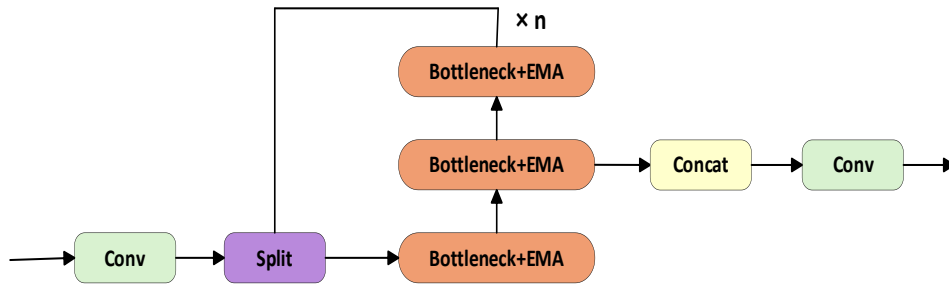 × n
Bottleneck+EMA
Bottleneck+EMA
Concat
Conv
Conv
Split
Bottleneck+EMA